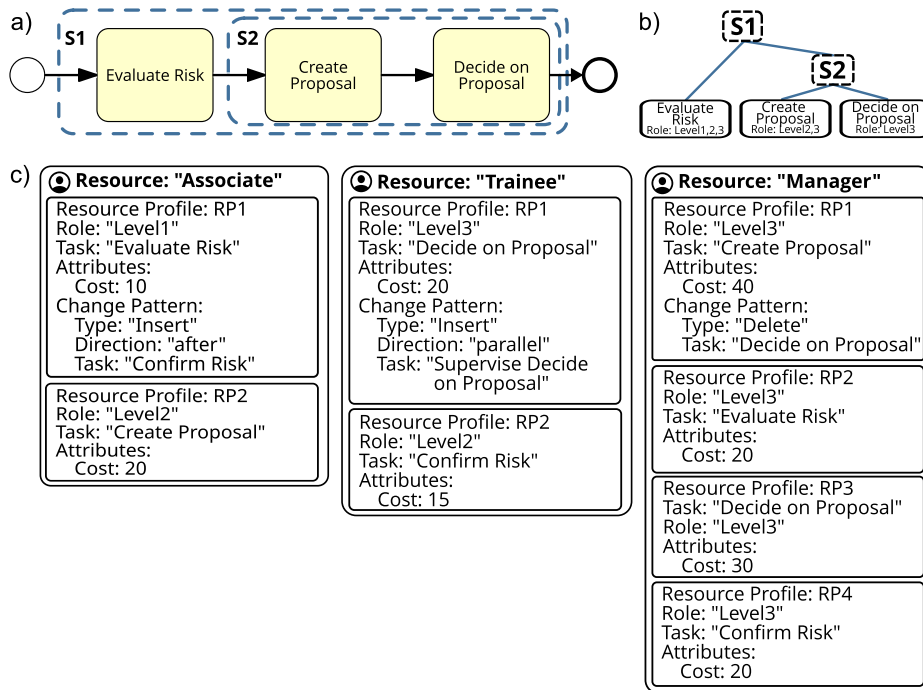 a)
S1
Evaluate Risk
S2
Create
Proposal
Decide on
Proposal
b)
S1
S2
Evaluate
Risk
Role: Level1,2,3
Create
Proposal
Role: Level2,3
Decide on
Proposal
Role: Level3
c)
Resource: "Associate"
Resource Profile: RP1
Role: "Level1"
Task: "Evaluate Risk"
Attributes:
Cost: 10
Change Pattern:
Type: "Insert"
Direction: "after"
Task: "Confirm Risk"
Resource Profile: RP2
Role: "Level2"
Task: "Create Proposal"
Attributes:
Cost: 20
Resource: "Trainee"
Resource Profile: RP1
Role: "Level3"
Task: "Decide on Proposal"
Attributes:
Cost: 20
Change Pattern:
Type: "Insert"
Direction: "parallel"
Task: "Supervise Decide
on Proposal"
Resource Profile: RP2
Role: "Level2"
Task: "Confirm Risk"
Attributes:
Cost: 15
Resource: "Manager"
Resource Profile: RP1
Role: "Level3"
Task: "Create Proposal"
Attributes:
Cost: 40
Change Pattern:
Type: "Delete"
Task: "Decide on Proposal"
Resource Profile: RP2
Role: "Level3"
Task: "Evaluate Risk"
Attributes:
Cost: 20
Resource Profile: RP3
Task: "Decide on Proposal"
Role: "Level3"
Attributes:
Cost: 30
Resource Profile: RP4
Role: "Level3"
Task: "Confirm Risk"
Attributes:
Cost: 20